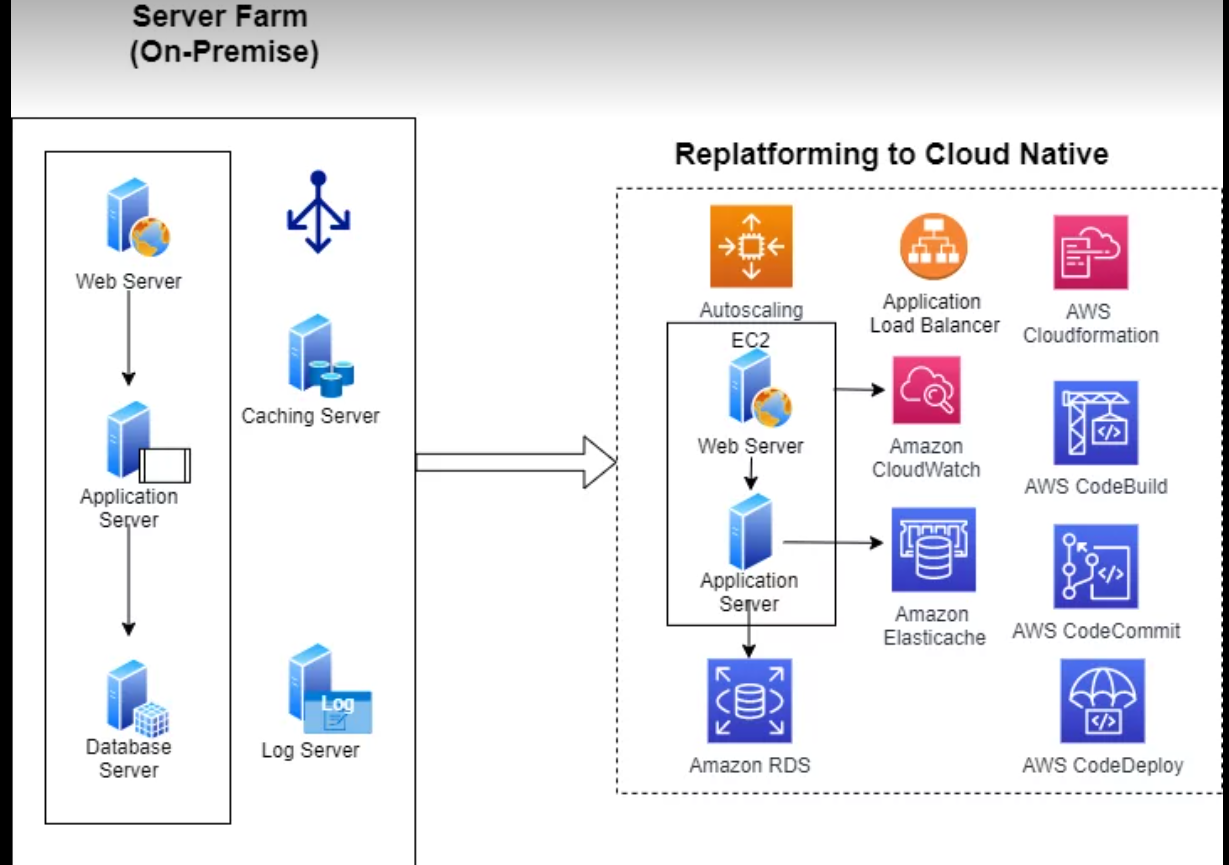 Server Farm
(On-Premise)
Web Server
Caching Server
Application
Server
Log
Log Server
Database
Server
Replatforming to Cloud Native
Autoscaling
Application
Load Balancer
AWS
Cloudformation
EC2
Web Server
Amazon
CloudWatch
AWS CodeBuild
Application
Server
Amazon
Elasticache
AWS CodeCommit
Amazon RDS
AWS CodeDeploy